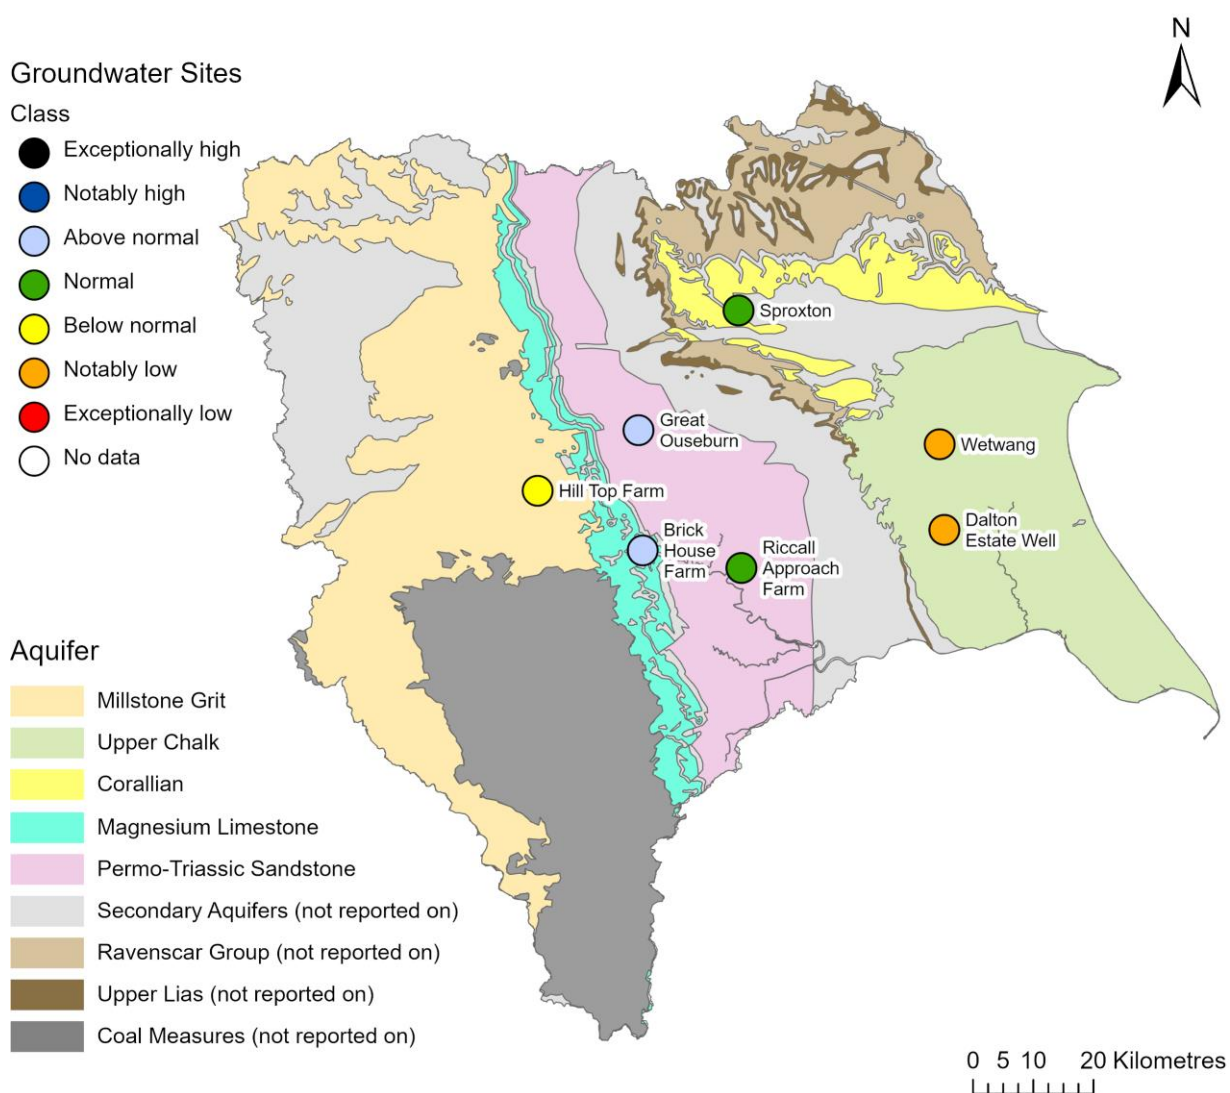 N
Groundwater Sites
Class
Exceptionally high
Notably high
Above normal
Normal
Below normal
Notably low
Exceptionally low
No data
Sproxton
Great
Ouseburn
Wetwang
Hill Top Farm
Dalton
Estate Well
Brick
House
Farm
Riccall
Approach
Farm
Aquifer
Millstone Grit
Upper Chalk
Corallian
Magnesium Limestone
Permo-Triassic Sandstone
Secondary Aquifers (not reported on)
Ravenscar Group (not reported on)
Upper Lias (not reported on)
Coal Measures (not reported on)
0 5 10 20 Kilometres